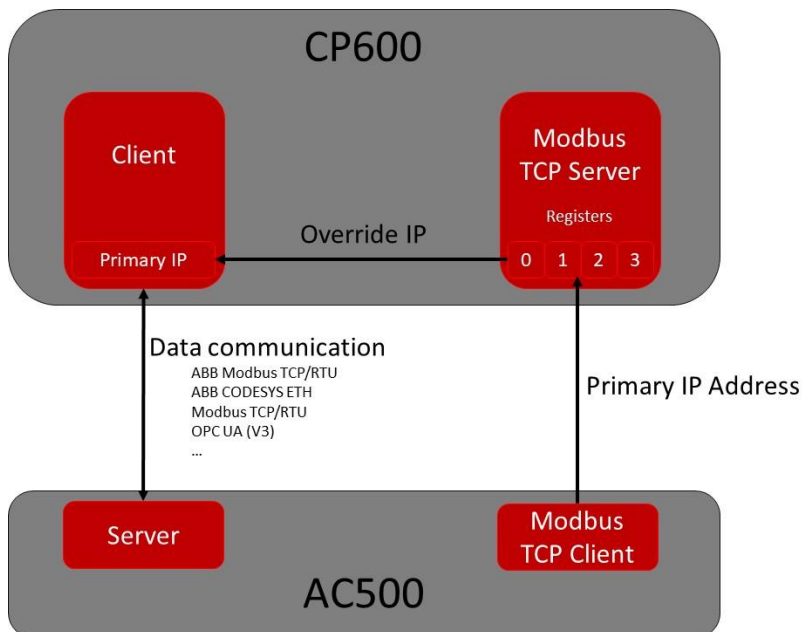 CP600
Client
Modbus
TCP Server
Registers
Override IP
Primary IP
0 1 2 3
Data communication
ABB Modbus TCP/RTU
ABB CODESYS ETH
Modbus TCP/RTU
OPC UA (V3)
...
Primary IP Address
Server
Modbus
TCP Client
AC500